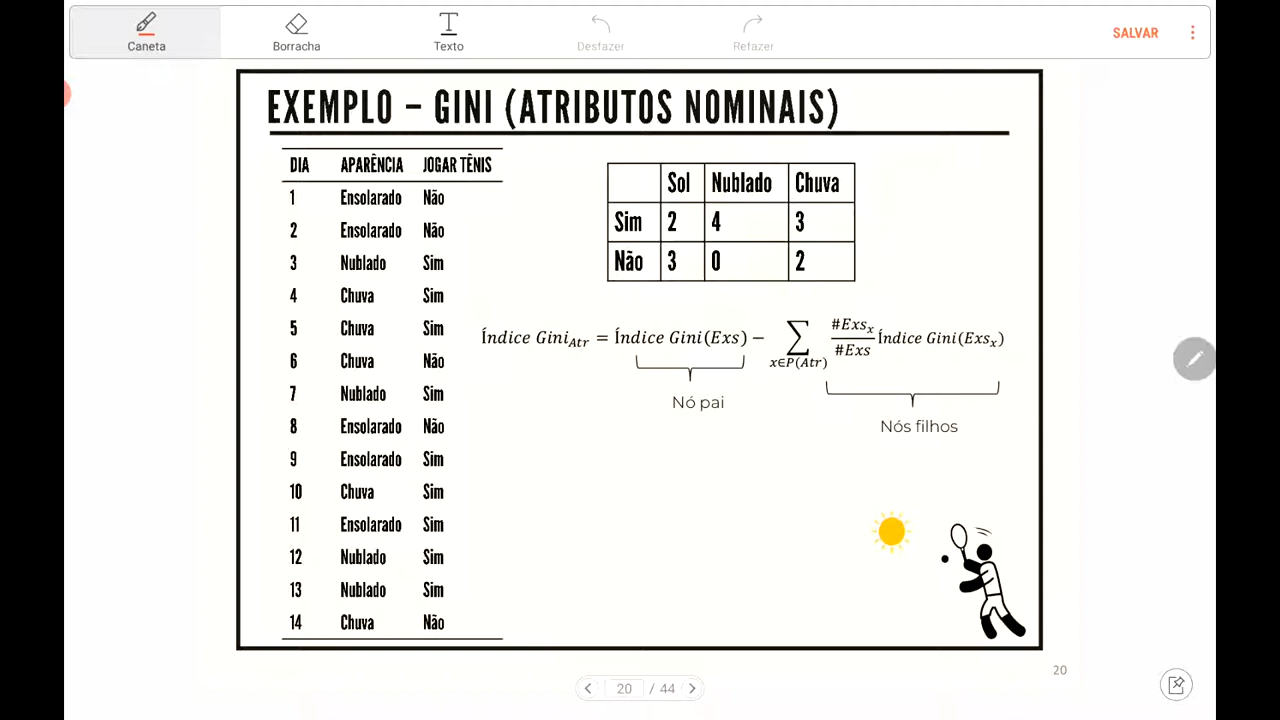 Caneta
Borracha
Texto
Desfazer
Refazer
SALVAR
EXEMPLO – GINI (ATRIBUTOS NOMINAIS)
DIA APARÊNCIA JOGAR TÊNIS
1 Ensolarado Não
2 Ensolarado Não
3 Nublado Sim
4 Chuva Sim
5 Chuva Sim
6 Chuva Não
7 Nublado Sim
8 Ensolarado Não
9 Ensolarado Sim
10 Chuva Sim
11 Ensolarado Sim
12 Nublado Sim
13 Nublado Sim
14 Chuva Não
Sol Nublado Chuva
Sim 2 4 3
Não 3 0 2
Índice Gini_Atr = Índice Gini(Exs) − ∑ x∈P(Atr) #Exs_x / #Exs Índice Gini(Exs_x)
Nó pai
Nós filhos
20
20 / 44